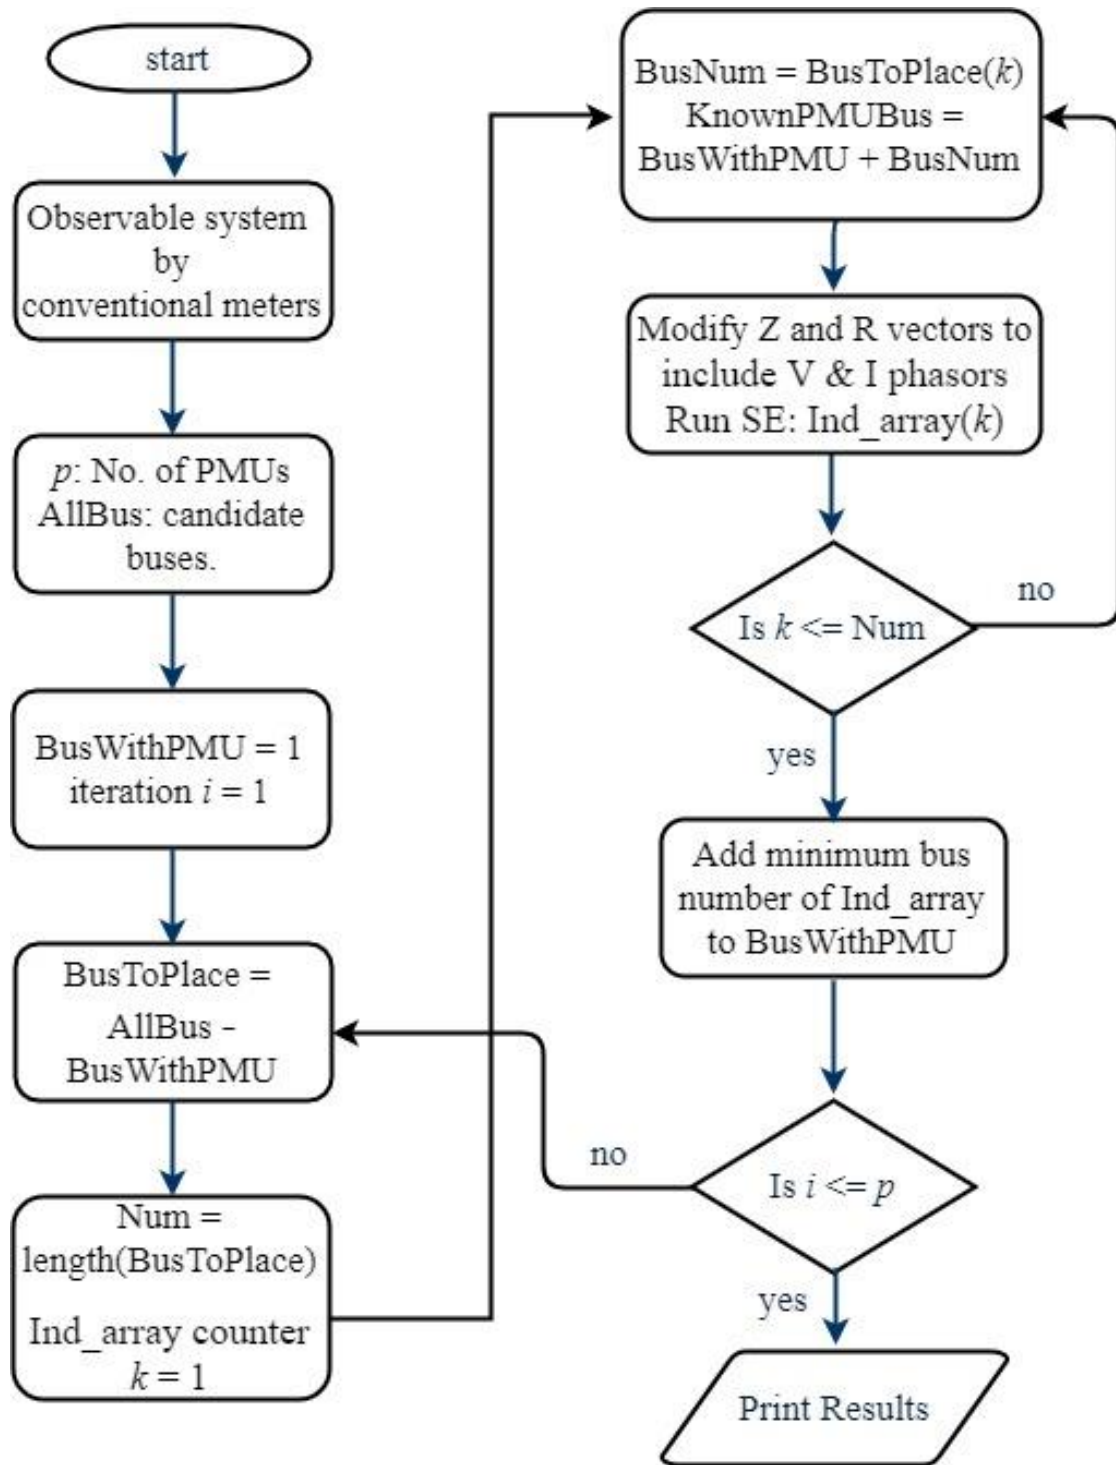 start
Observable system
by
conventional meters
p: No. of PMUs
AllBus: candidate
buses.
BusWithPMU = 1
iteration i = 1
BusToPlace =
AllBus -
BusWithPMU
Num =
length(BusToPlace)
Ind_array counter
k = 1
BusNum = BusToPlace(k)
KnownPMUBus =
BusWithPMU + BusNum
Modify Z and R vectors to
include V & I phasors
Run SE: Ind_array(k)
Is k <= Num
no
yes
Add minimum bus
number of Ind_array
to BusWithPMU
Is i <= p
no
yes
Print Results